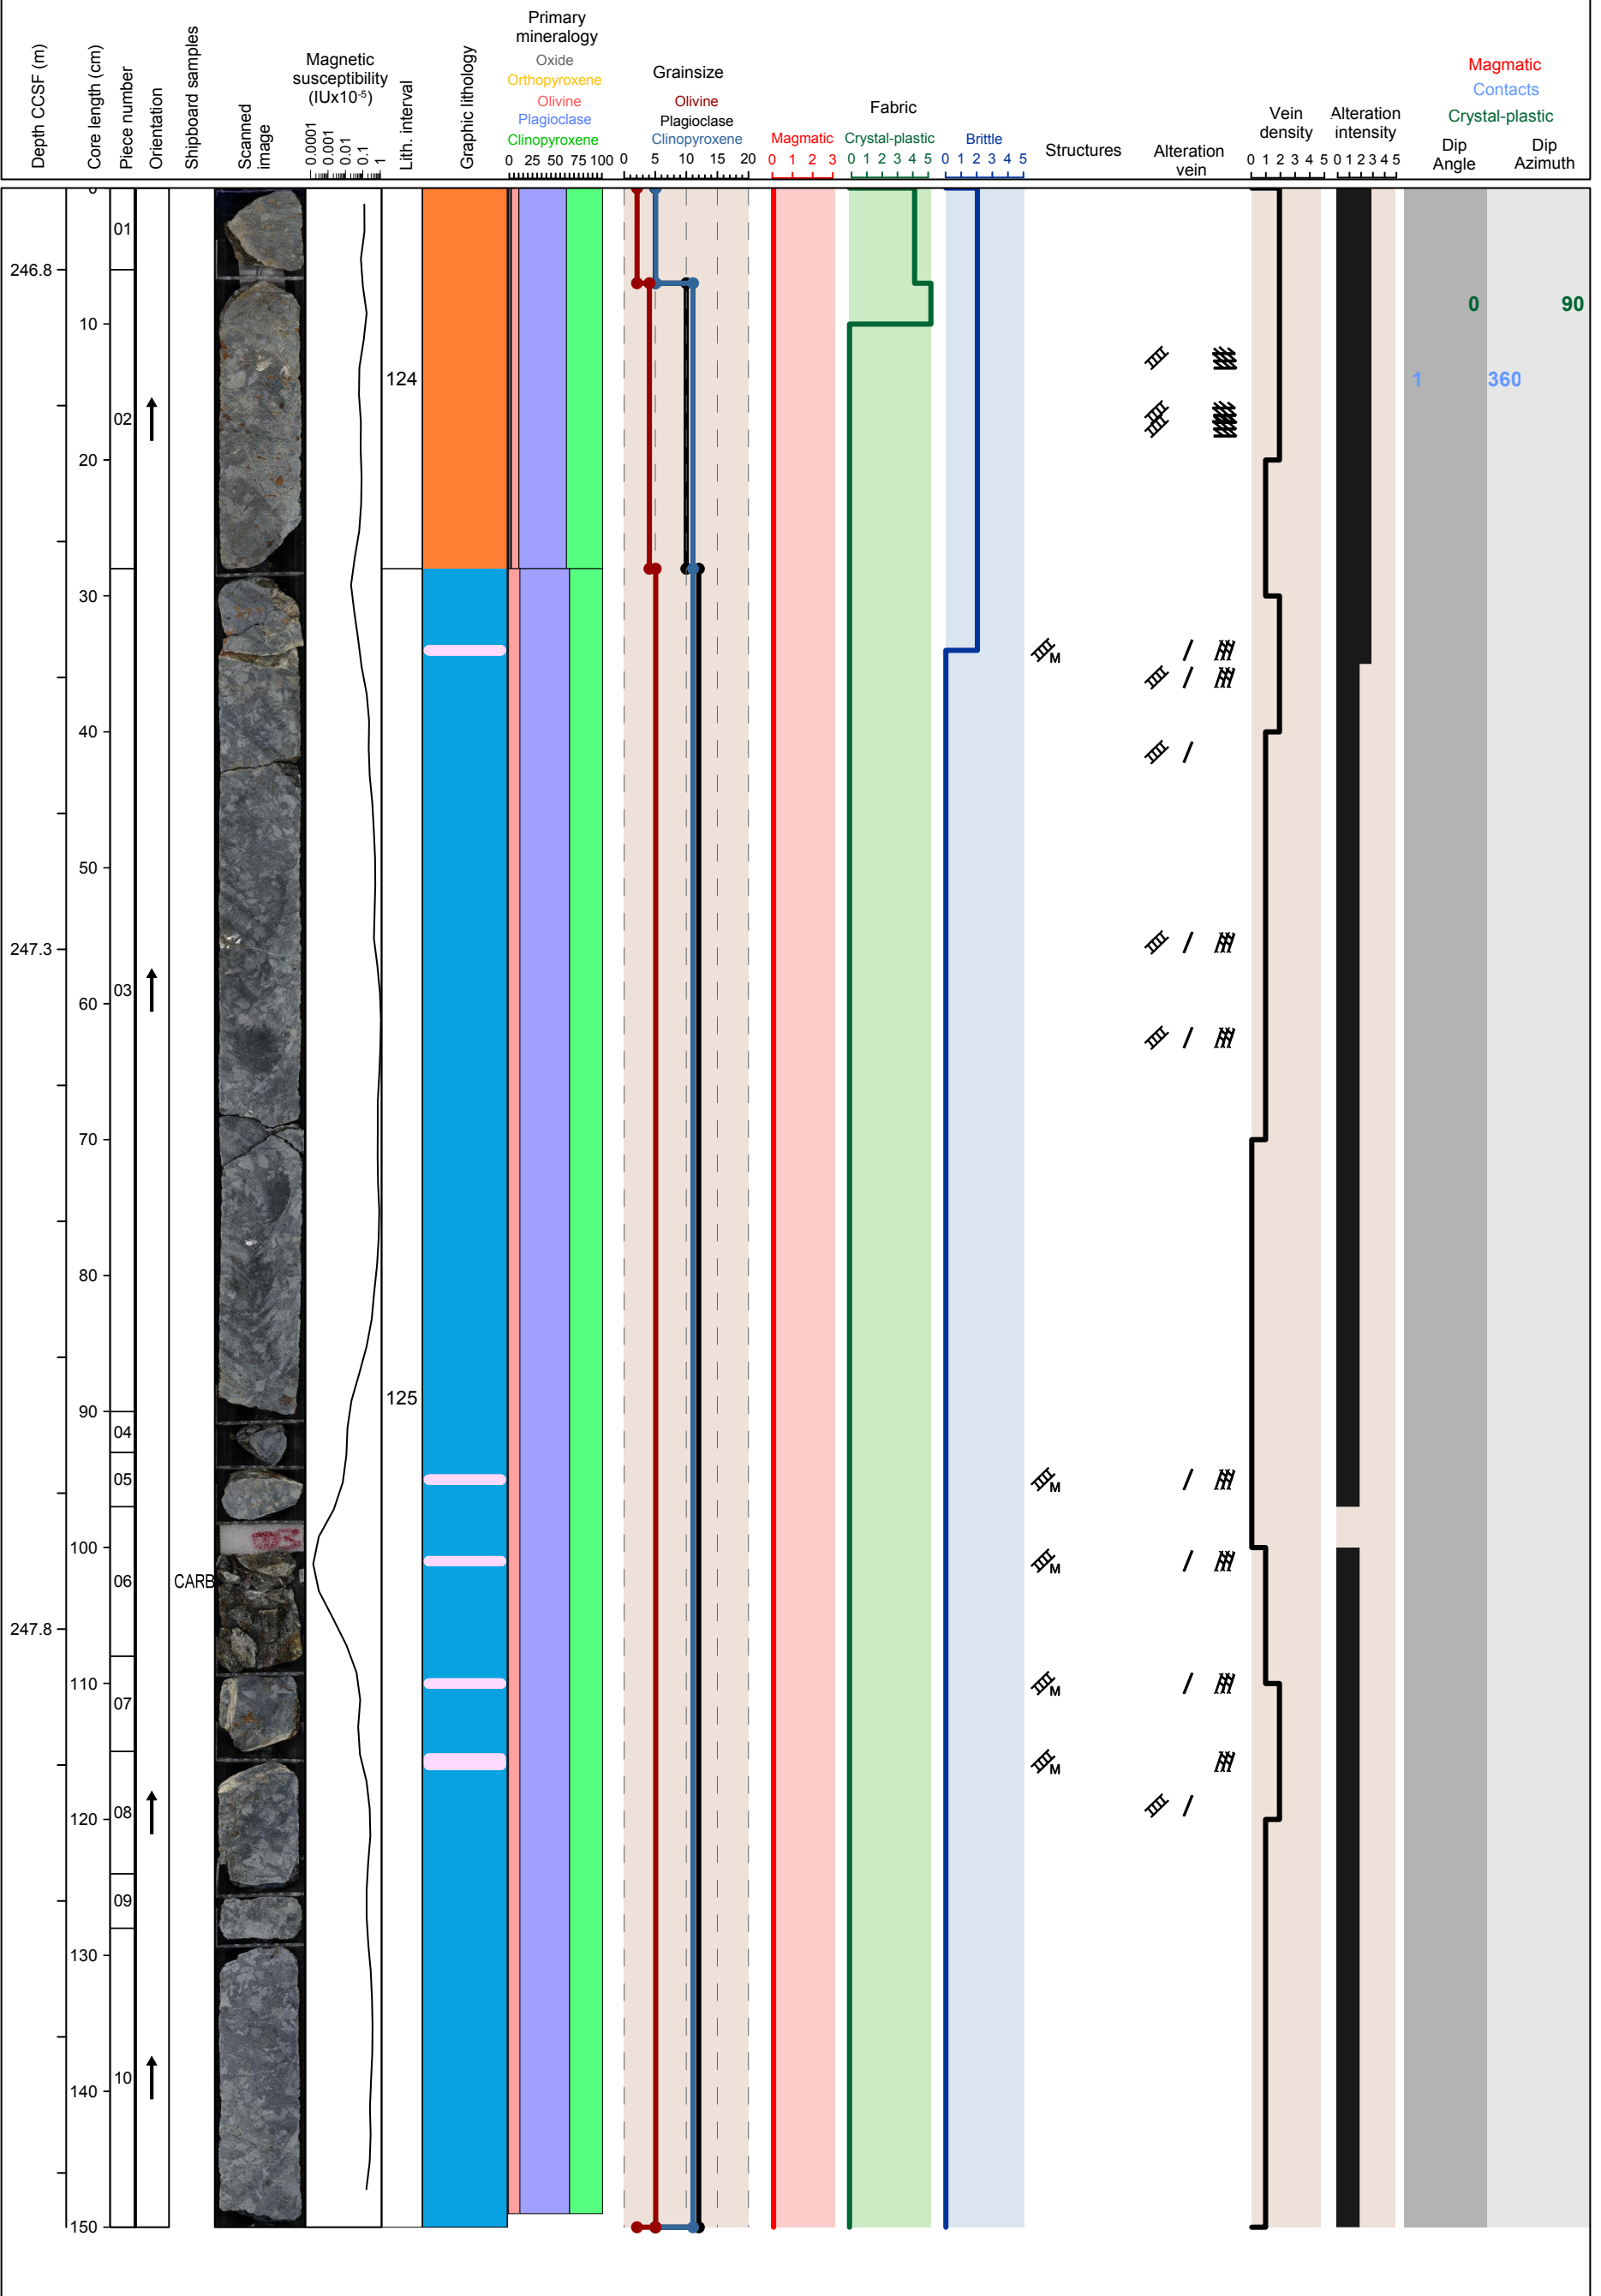 Depth CCSF (m)
Core length (cm)
Piece number
Orientation
Shipboard samples
Scanned
image
Magnetic
susceptibility
(IUx10-5)
0.0001
0.001
0.01
0.1
1
Lith. interval
Graphic lithology
Primary
mineralogy
Oxide
Orthopyroxene
Olivine
Plagioclase
Clinopyroxene
0 25 50 75 100
Grainsize
Olivine
Plagioclase
Clinopyroxene
0 5 10 15 20
Fabric
Magmatic
0 1 2 3
Crystal-plastic
0 1 2 3 4 5
Brittle
0 1 2 3 4 5
Structures
Alteration
vein
Vein
density
0 1 2 3 4 5
Alteration
intensity
0 1 2 3 4 5
Magmatic
Contacts
Crystal-plastic
Dip
Angle
Dip
Azimuth
0
01
246.8
0 90
10
124
1 360
02
20
30
M
40
50
247.3
03
60
70
80
125
90
04
05
M
100
M
06
CARB
247.8
110
M
07
M
08
120
09
130
10
140
150